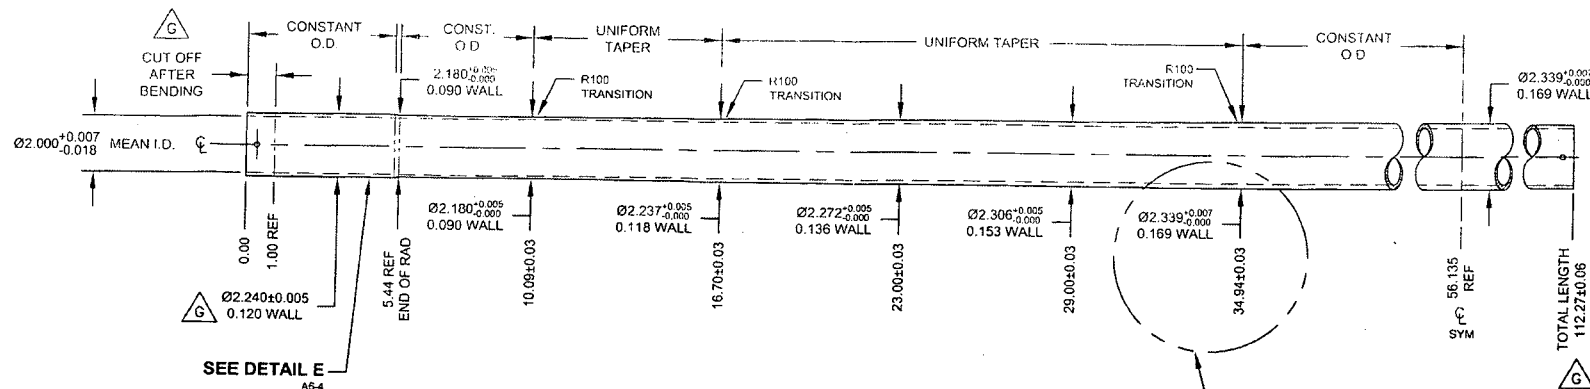 G
CONSTANT
O.D.
CONST.
O D
UNIFORM
TAPER
UNIFORM TAPER
CONSTANT
O D
CUT OFF
AFTER
BENDING
2.180+0.005
-0.000
0.090 WALL
R100
TRANSITION
R100
TRANSITION
R100
TRANSITION
Ø2.339+0.007
-0.000
0.169 WALL
Ø2.000+0.007
-0.018 MEAN I.D.
℄
Ø2.180+0.005
-0.000
0.090 WALL
Ø2.237+0.005
-0.000
0.118 WALL
Ø2.272+0.005
-0.000
0.136 WALL
Ø2.306+0.005
-0.000
0.153 WALL
Ø2.339+0.007
-0.000
0.169 WALL
0.00
1.00 REF
5.44 REF
END OF RAD
10.09±0.03
16.70±0.03
23.00±0.03
29.00±0.03
34.94±0.03
56.135
REF
℄
SYM
TOTAL LENGTH
112.27±0.06
G
G
Ø2.240±0.005
0.120 WALL
SEE DETAIL E